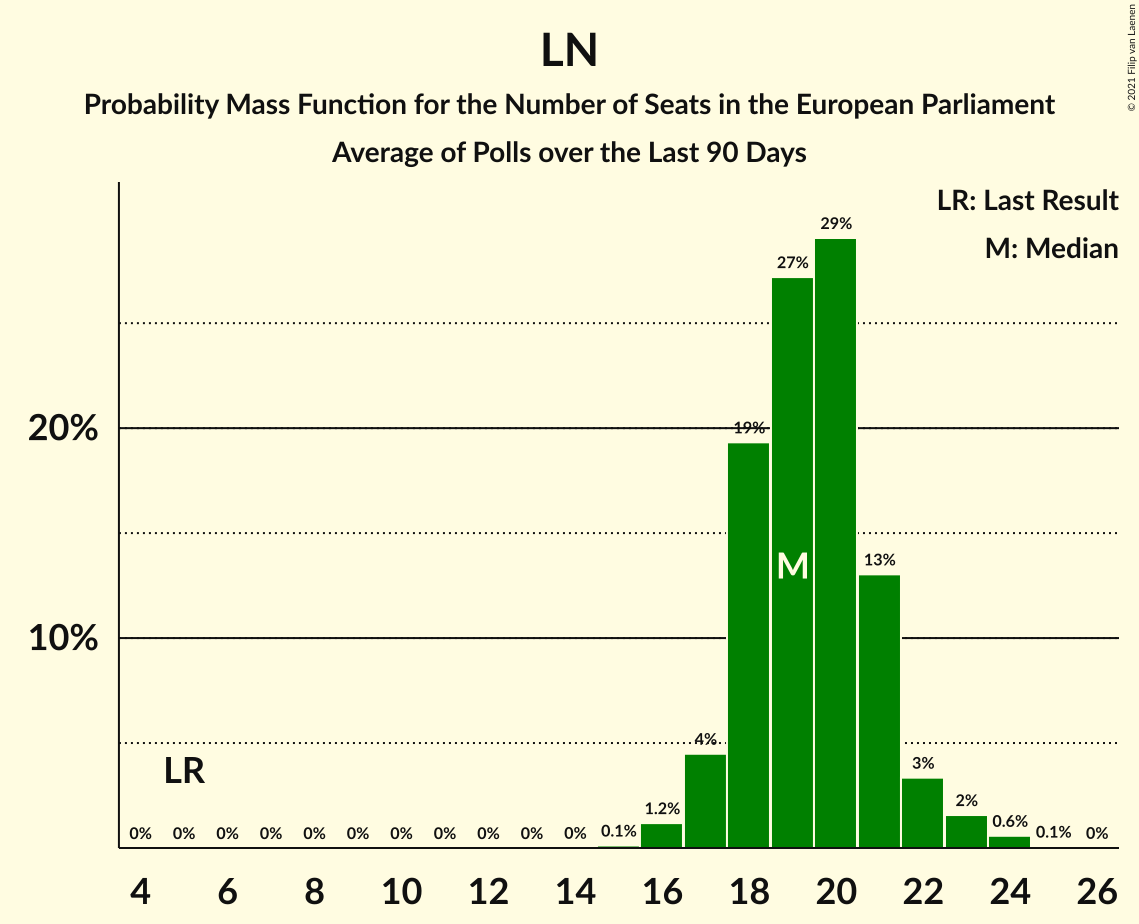 LN
Probability Mass Function for the Number of Seats in the European Parliament
Average of Polls over the Last 90 Days
© 2021 Filip van Laenen
LR: Last Result
M: Median
29%
27%
20%
19%
13%
M
10%
4%
LR
3%
2%
1.2%
0.6%
0% 0% 0% 0% 0% 0% 0% 0% 0% 0% 0% 0.1% 0.1% 0%
4 6 8 10 12 14 16 18 20 22 24 26